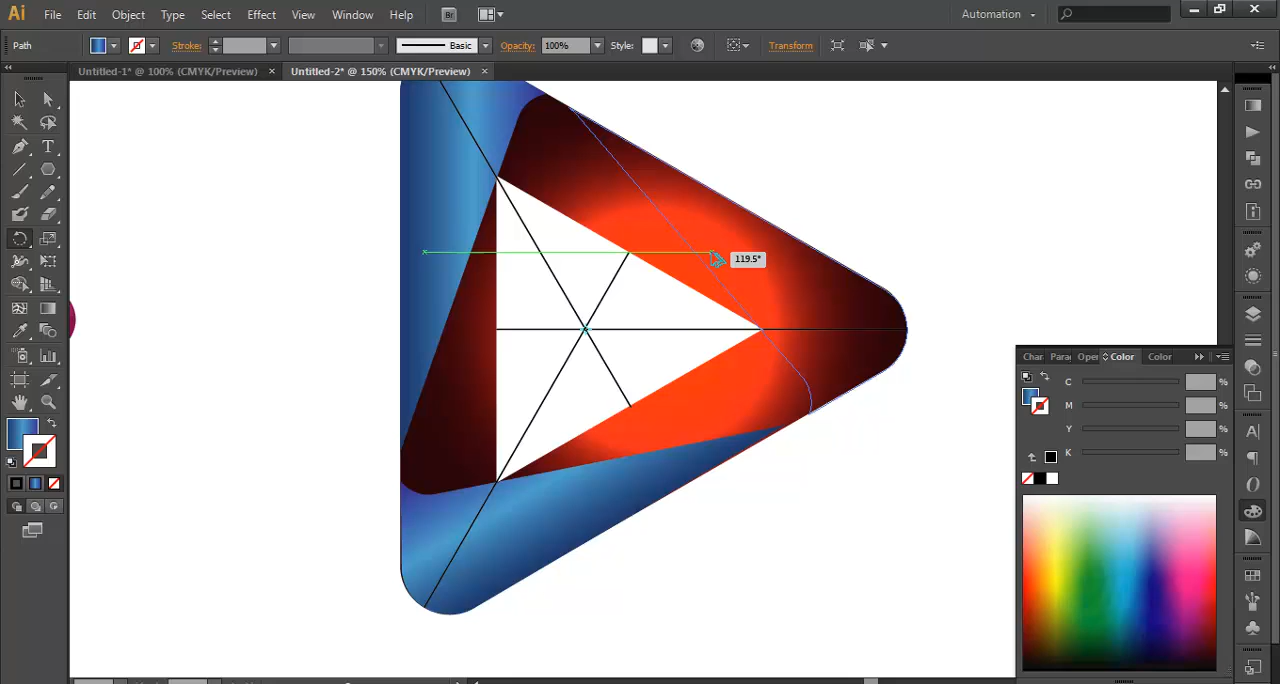 Ai File Edit Object Type Select Effect View Window Help Br Automation
Path Stroke: Basic Opacity: 100% Style: Transform
Untitled-1* @ 100% (CMYK/Preview) × Untitled-2* @ 150% (CMYK/Preview) ×
119.5°
Char Para Oper Color Color
C %
M %
Y %
K %